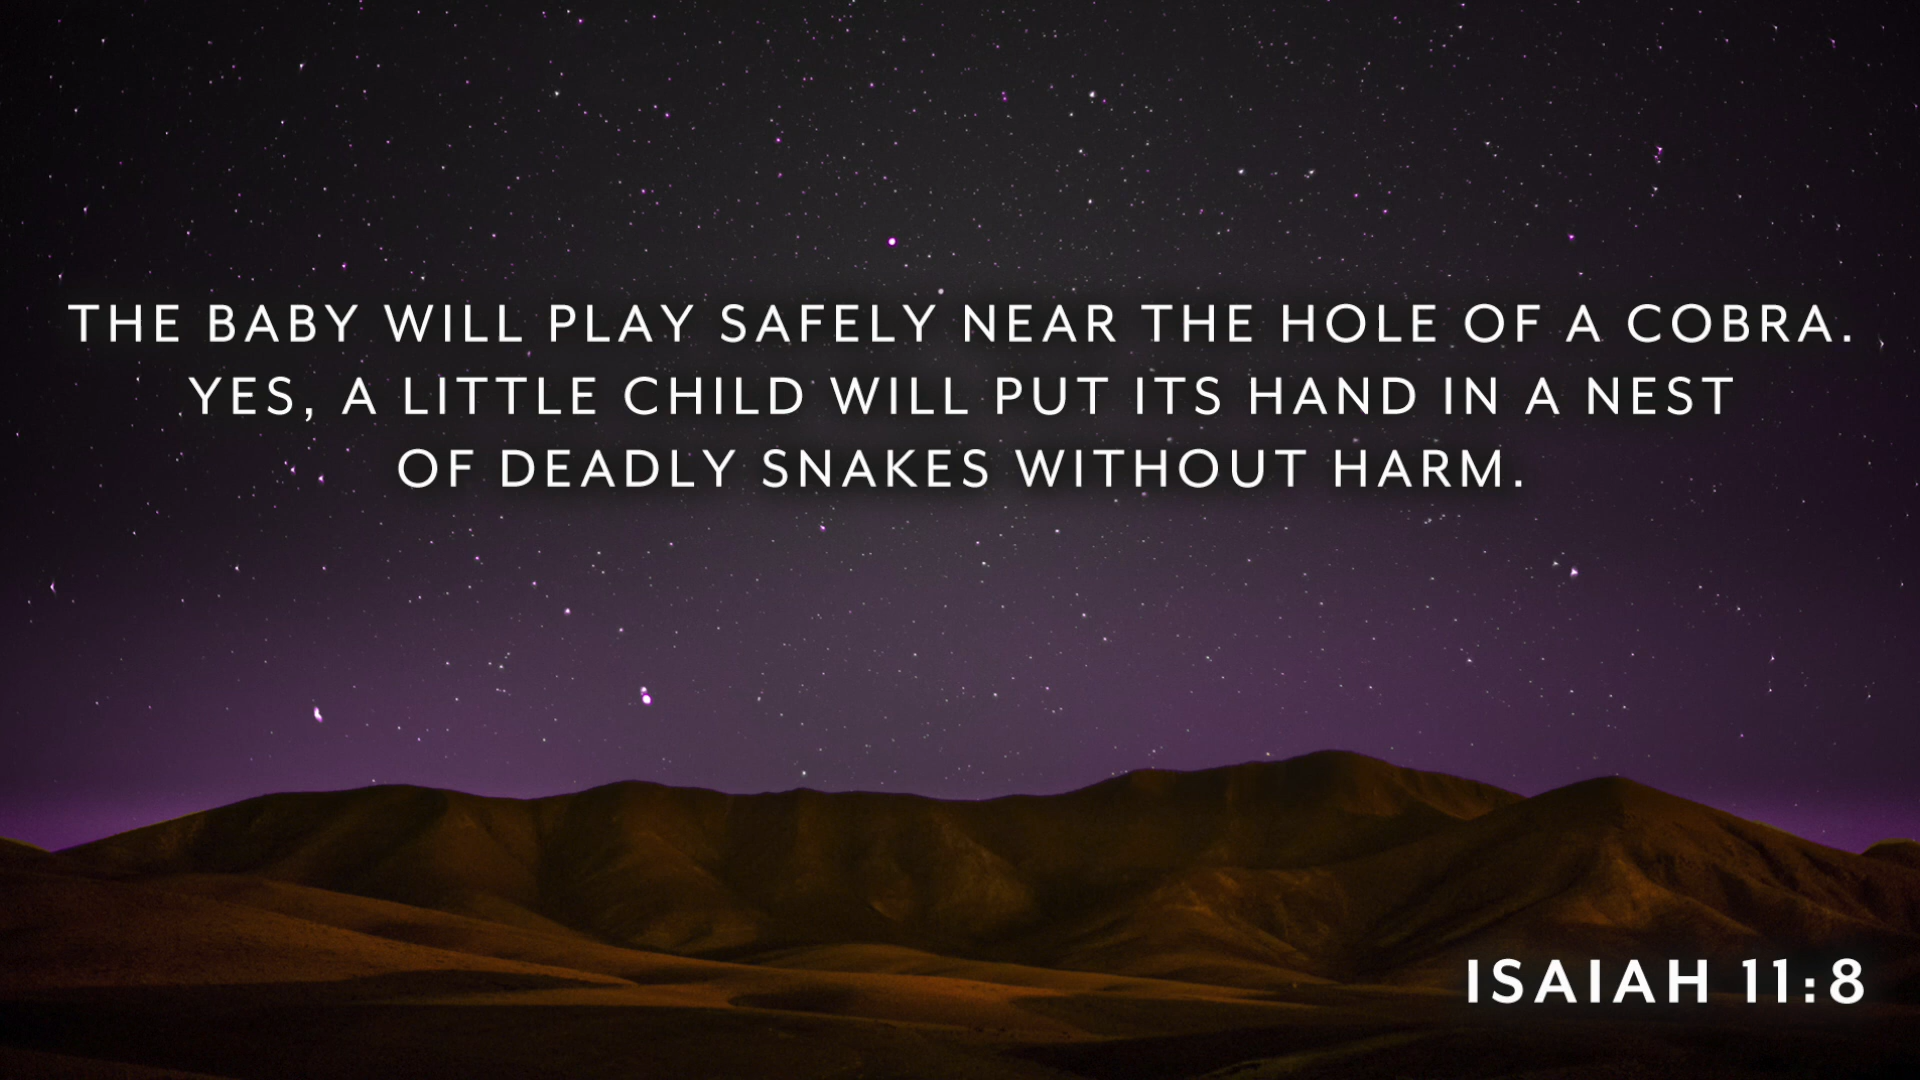 THE BABY WILL PLAY SAFELY NEAR THE HOLE OF A COBRA.
YES, A LITTLE CHILD WILL PUT ITS HAND IN A NEST
OF DEADLY SNAKES WITHOUT HARM.
ISAIAH 11:8